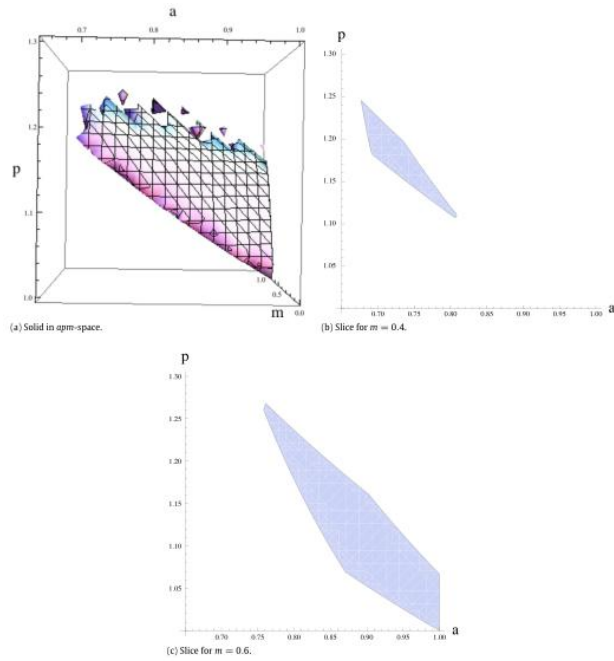 a
0.7
0.8
0.9
1.0
1.3
1.2
p
1.1
1.0
1.0
0.5
0.0
m
(a) Solid in apm-space.
p
1.30
1.25
1.20
1.15
1.10
1.05
1.00
0.70 0.75 0.80 0.85 0.90 0.95 1.00
a
(b) Slice for m = 0.4.
p
1.30
1.25
1.20
1.15
1.10
1.05
0.70 0.75 0.80 0.85 0.90 0.95 1.00
a
(c) Slice for m = 0.6.